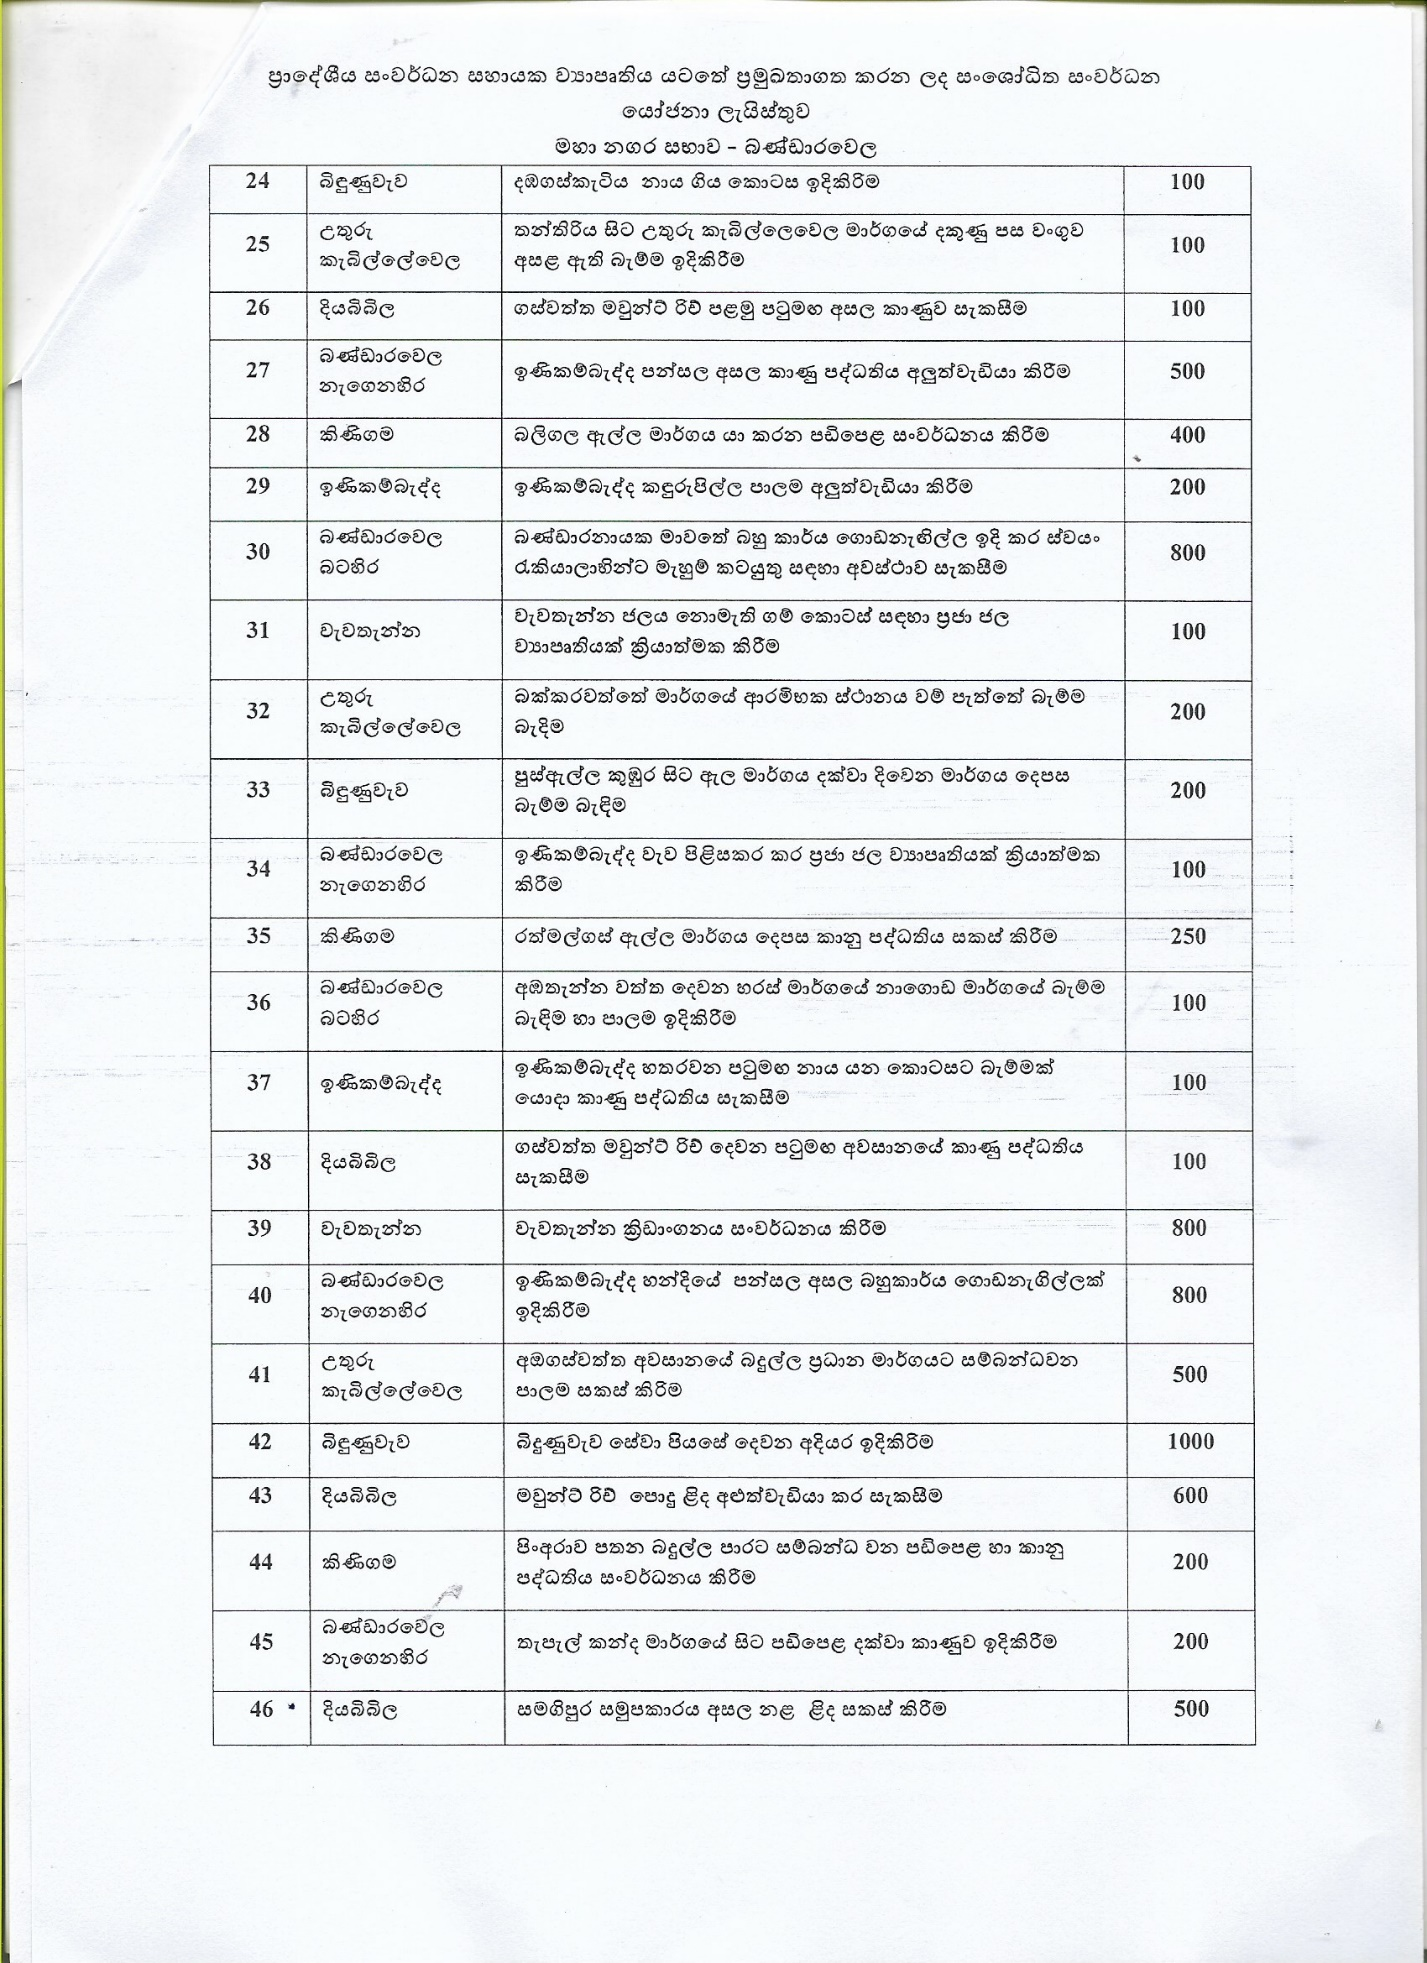 ප්‍රාදේශීය සංවර්ධන සහායක ව්‍යාපෘතිය යටතේ ප්‍රමුඛතාගත කරන ලද සංශෝධිත සංවර්ධන
යෝජනා ලැයිස්තුව
මහා නගර සභාව - බණ්ඩාරවෙල
24 බිඳුණුවැව දඹගස්කැටිය නාය ගිය කොටස ඉදිකිරිම 100
උතුරු තන්තිරිය සිට උතුරු කැබිල්ලෙවෙල මාර්ගයේ දකුණු පස වංගුව
25 100
කැබිල්ලේවෙල අසළ ඇති බැම්ම ඉදිකිරීම
26 දියබිබිල ගස්වත්ත මවුන්ට් රිච් පළමු පටුමඟ අසල කාණුව සැකසීම 100
බණ්ඩාරවෙල
27 ඉණිකම්බැද්ද පන්සල අසල කාණු පද්ධතිය අලුත්වැඩියා කිරීම 500
නැගෙනහිර
28 කිණිගම බලිගල ඇල්ල මාර්ගය යා කරන පඩිපෙළ සංවර්ධනය කිරීම 400
29 ඉණිකම්බැද්ද ඉණිකම්බැද්ද කඳුරුපිල්ල පාලම අලුත්වැඩියා කිරීම 200
බණ්ඩාරවෙල බණ්ඩාරනායක මාවතේ බහු කාර්ය ගොඩනැඟිල්ල ඉදි කර ස්වයං
30 800
බටහිර රැකියාලාභීන්ට මැහුම් කටයුතු සඳහා අවස්ථාව සැකසීම
වැවතැන්න ජලය නොමැති ගම් කොටස් සඳහා ප්‍රජා ජල
31 වැවතැන්න 100
ව්‍යාපෘතියක් ක්‍රියාත්මක කිරීම
උතුරු බක්කරවත්තේ මාර්ගයේ ආරම්භක ස්ථානය වම් පැත්තේ බැම්ම
32 200
කැබිල්ලේවෙල බැදිම
පුස්ඇල්ල කුඹුර සිට ඇල මාර්ගය දක්වා දිවෙන මාර්ගය දෙපස
33 බිඳුණුවැව 200
බැම්ම බැඳිම
බණ්ඩාරවෙල ඉණිකම්බැද්ද වැව පිළිසකර කර ප්‍රජා ජල ව්‍යාපෘතියක් ක්‍රියාත්මක
34 100
නැගෙනහිර කිරීම
35 කිණිගම රත්මල්ගස් ඇල්ල මාර්ගය දෙපස කානු පද්ධතිය සකස් කිරීම 250
බණ්ඩාරවෙල අඹතැන්න වත්ත දෙවන හරස් මාර්ගයේ නාගොඩ මාර්ගයේ බැම්ම
36 100
බටහිර බැඳිම හා පාලම ඉදිකිරීම
ඉණිකම්බැද්ද හතරවන පටුමඟ නාය යන කොටසට බැම්මක්
37 ඉණිකම්බැද්ද 100
යොදා කාණු පද්ධතිය සැකසීම
ගස්වත්ත මවුන්ට් රිච් දෙවන පටුමඟ අවසානයේ කාණු පද්ධතිය
38 දියබිබිල 100
සැකසීම
39 වැවතැන්න වැවතැන්න ක්‍රීඩාංගනය සංවර්ධනය කිරීම 800
බණ්ඩාරවෙල ඉණිකම්බැද්ද හන්දියේ පන්සල අසල බහුකාර්ය ගොඩනැගිල්ලක්
40 800
නැගෙනහිර ඉදිකිරීම
උතුරු අඹගස්වත්ත අවසානයේ බදුල්ල ප්‍රධාන මාර්ගයට සම්බන්ධවන
41 500
කැබිල්ලේවෙල පාලම සකස් කිරිම
42 බිඳුණුවැව බිදුණුවැව සේවා පියසේ දෙවන අදියර ඉදිකිරිම 1000
43 දියබිබිල මවුන්ට් රිච් පොදු ළිද අළුත්වැඩියා කර සැකසීම 600
පිංඅරාව පතන බදුල්ල පාරට සම්බන්ධ වන පඩිපෙළ හා කානු
44 කිණිගම 200
පද්ධතිය සංවර්ධනය කිරීම
බණ්ඩාරවෙල
45 තැපැල් කන්ද මාර්ගයේ සිට පඩිපෙළ දක්වා කාණුව ඉදිකිරීම 200
නැගෙනහිර
46 දියබිබිල සමගිපුර සමුපකාරය අසල නළ ළිද සකස් කිරීම 500